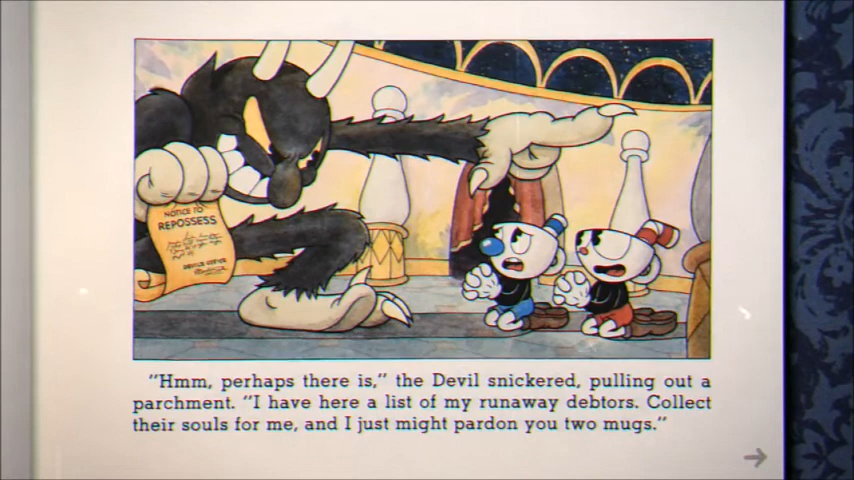 NOTICE TO
REPOSSESS
"Hmm, perhaps there is," the Devil snickered, pulling out a
parchment. "I have here a list of my runaway debtors. Collect
their souls for me, and I just might pardon you two mugs."